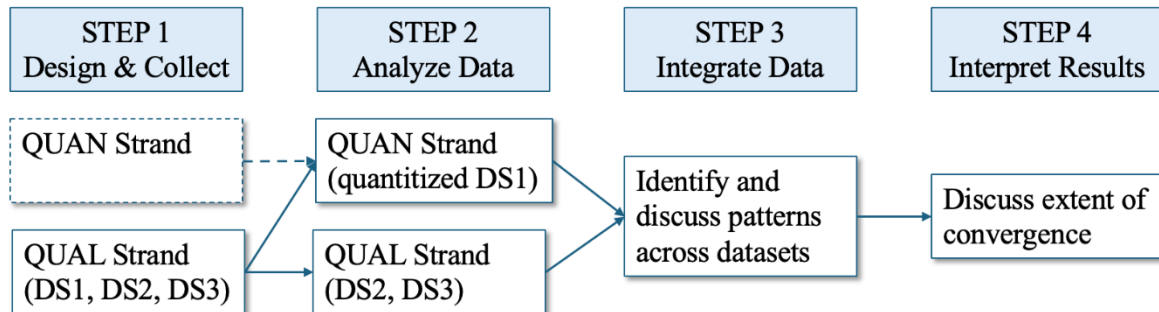 STEP 1
Design & Collect
STEP 2
Analyze Data
STEP 3
Integrate Data
STEP 4
Interpret Results
QUAN Strand
QUAL Strand
(DS1, DS2, DS3)
QUAN Strand
(quantitized DS1)
QUAL Strand
(DS2, DS3)
Identify and
discuss patterns
across datasets
Discuss extent of
convergence